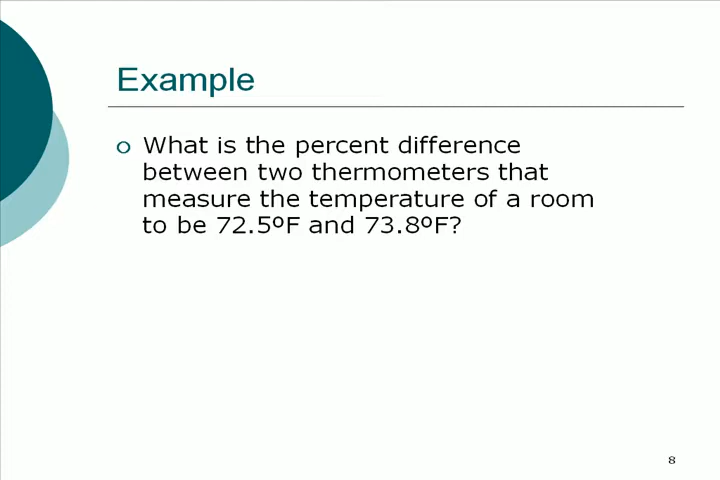 Example
What is the percent difference
between two thermometers that
measure the temperature of a room
to be 72.5ºF and 73.8ºF?
8